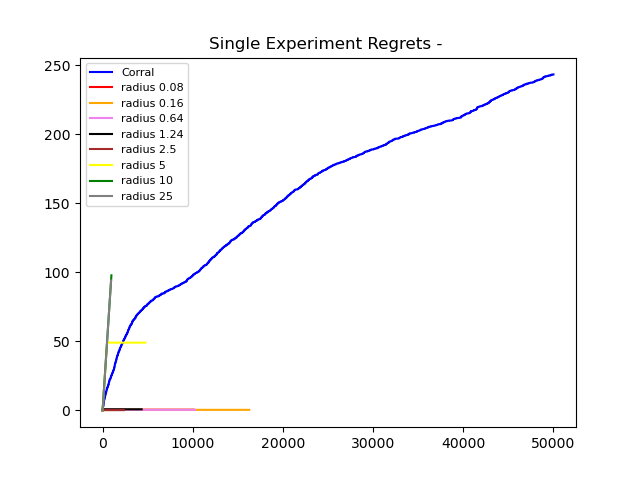 Single Experiment Regrets -
250
200
150
100
50
0
Corral
radius 0.08
radius 0.16
radius 0.64
radius 1.24
radius 2.5
radius 5
radius 10
radius 25
0 10000 20000 30000 40000 50000